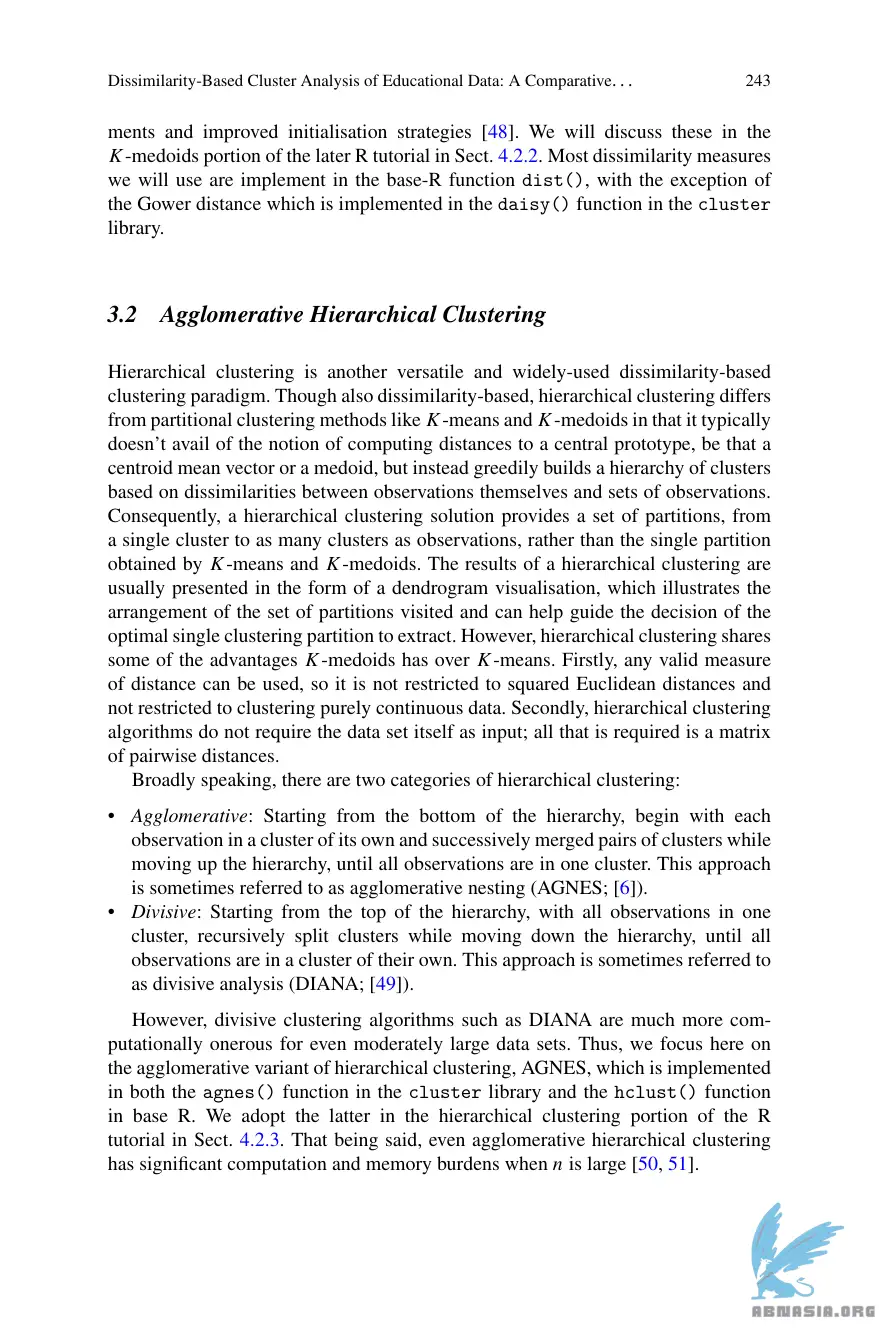 Dissimilarity-Based Cluster Analysis of Educational Data: A Comparative. . . 243
ments and improved initialisation strategies [48]. We will discuss these in the
K-medoids portion of the later R tutorial in Sect. 4.2.2. Most dissimilarity measures
we will use are implement in the base-R function dist(), with the exception of
the Gower distance which is implemented in the daisy() function in the cluster
library.
3.2 Agglomerative Hierarchical Clustering
Hierarchical clustering is another versatile and widely-used dissimilarity-based
clustering paradigm. Though also dissimilarity-based, hierarchical clustering differs
from partitional clustering methods like K-means and K-medoids in that it typically
doesn't avail of the notion of computing distances to a central prototype, be that a
centroid mean vector or a medoid, but instead greedily builds a hierarchy of clusters
based on dissimilarities between observations themselves and sets of observations.
Consequently, a hierarchical clustering solution provides a set of partitions, from
a single cluster to as many clusters as observations, rather than the single partition
obtained by K-means and K-medoids. The results of a hierarchical clustering are
usually presented in the form of a dendrogram visualisation, which illustrates the
arrangement of the set of partitions visited and can help guide the decision of the
optimal single clustering partition to extract. However, hierarchical clustering shares
some of the advantages K-medoids has over K-means. Firstly, any valid measure
of distance can be used, so it is not restricted to squared Euclidean distances and
not restricted to clustering purely continuous data. Secondly, hierarchical clustering
algorithms do not require the data set itself as input; all that is required is a matrix
of pairwise distances.
Broadly speaking, there are two categories of hierarchical clustering:
• Agglomerative: Starting from the bottom of the hierarchy, begin with each
observation in a cluster of its own and successively merged pairs of clusters while
moving up the hierarchy, until all observations are in one cluster. This approach
is sometimes referred to as agglomerative nesting (AGNES; [6]).
• Divisive: Starting from the top of the hierarchy, with all observations in one
cluster, recursively split clusters while moving down the hierarchy, until all
observations are in a cluster of their own. This approach is sometimes referred to
as divisive analysis (DIANA; [49]).
However, divisive clustering algorithms such as DIANA are much more com-
putationally onerous for even moderately large data sets. Thus, we focus here on
the agglomerative variant of hierarchical clustering, AGNES, which is implemented
in both the agnes() function in the cluster library and the hclust() function
in base R. We adopt the latter in the hierarchical clustering portion of the R
tutorial in Sect. 4.2.3. That being said, even agglomerative hierarchical clustering
has significant computation and memory burdens when n is large [50, 51].
ABNASIA.ORG